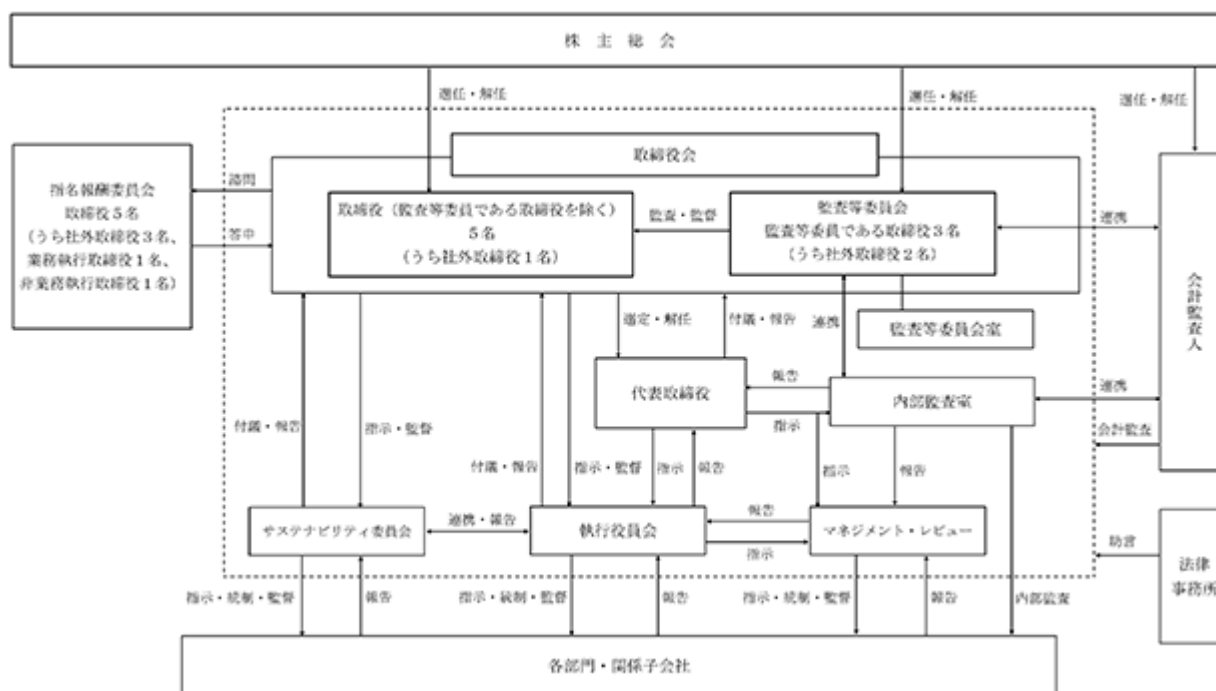 株 主 総 会
選任・解任
選任・解任
選任・解任
取締役会
指名報酬委員会
取締役5名
(うち社外取締役3名、
業務執行取締役1名、
非業務執行取締役1名)
諮問
答申
取締役(監査等委員である取締役を除く)
5名
(うち社外取締役1名)
監査・監督
監査等委員会
監査等委員である取締役3名
(うち社外取締役2名)
連携
会計監査人
選定・解任
付議・報告
連携
監査等委員会室
代表取締役
報告
指示
内部監査室
連携
会計監査
付議・報告
指示・監督
付議・報告
指示・監督
指示
報告
指示
報告
サステナビリティ委員会
連携・報告
執行役員会
報告
指示
マネジメント・レビュー
助言
法律
事務所
指示・統制・監督
報告
指示・統制・監督
報告
指示・統制・監督
報告
内部監査
各部門・関係子会社